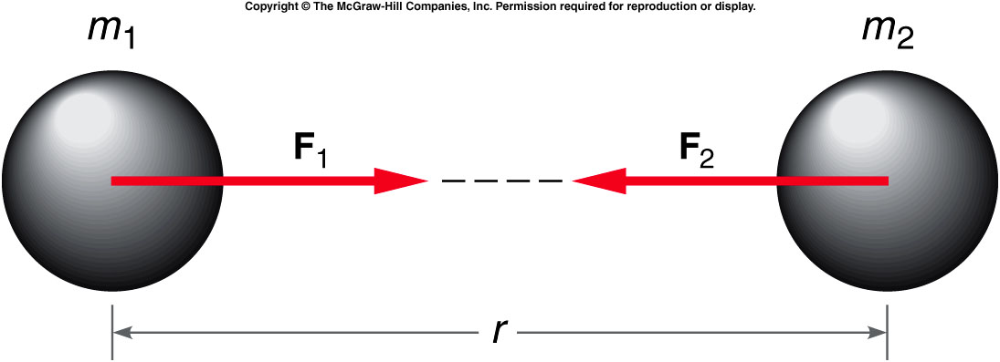 Copyright © The McGraw-Hill Companies, Inc. Permission required for reproduction or display.
m₁ m₂
F₁ F₂
r